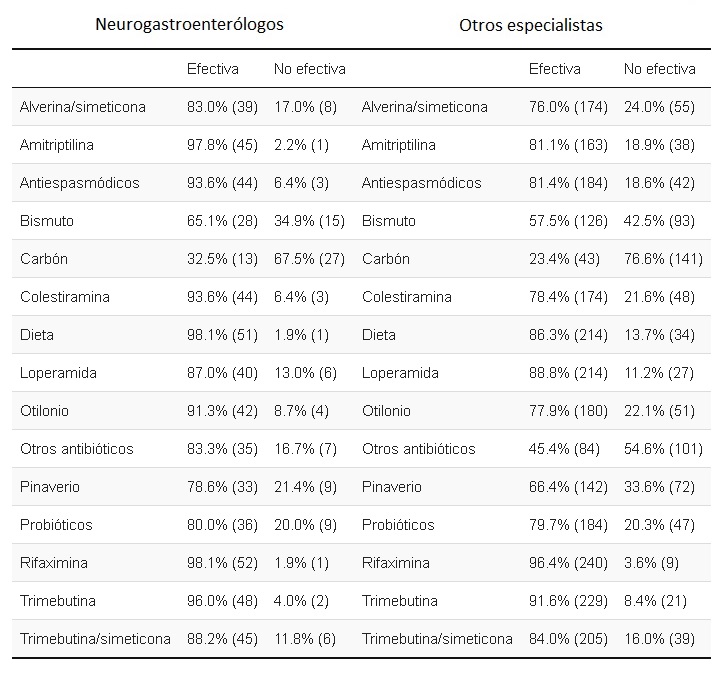 Neurogastroenterólogos Otros especialistas
Efectiva No efectiva Efectiva No efectiva
Alverina/simeticona 83.0% (39) 17.0% (8) Alverina/simeticona 76.0% (174) 24.0% (55)
Amitriptilina 97.8% (45) 2.2% (1) Amitriptilina 81.1% (163) 18.9% (38)
Antiespasmódicos 93.6% (44) 6.4% (3) Antiespasmódicos 81.4% (184) 18.6% (42)
Bismuto 65.1% (28) 34.9% (15) Bismuto 57.5% (126) 42.5% (93)
Carbón 32.5% (13) 67.5% (27) Carbón 23.4% (43) 76.6% (141)
Colestiramina 93.6% (44) 6.4% (3) Colestiramina 78.4% (174) 21.6% (48)
Dieta 98.1% (51) 1.9% (1) Dieta 86.3% (214) 13.7% (34)
Loperamida 87.0% (40) 13.0% (6) Loperamida 88.8% (214) 11.2% (27)
Otilonio 91.3% (42) 8.7% (4) Otilonio 77.9% (180) 22.1% (51)
Otros antibióticos 83.3% (35) 16.7% (7) Otros antibióticos 45.4% (84) 54.6% (101)
Pinaverio 78.6% (33) 21.4% (9) Pinaverio 66.4% (142) 33.6% (72)
Probióticos 80.0% (36) 20.0% (9) Probióticos 79.7% (184) 20.3% (47)
Rifaximina 98.1% (52) 1.9% (1) Rifaximina 96.4% (240) 3.6% (9)
Trimebutina 96.0% (48) 4.0% (2) Trimebutina 91.6% (229) 8.4% (21)
Trimebutina/simeticona 88.2% (45) 11.8% (6) Trimebutina/simeticona 84.0% (205) 16.0% (39)